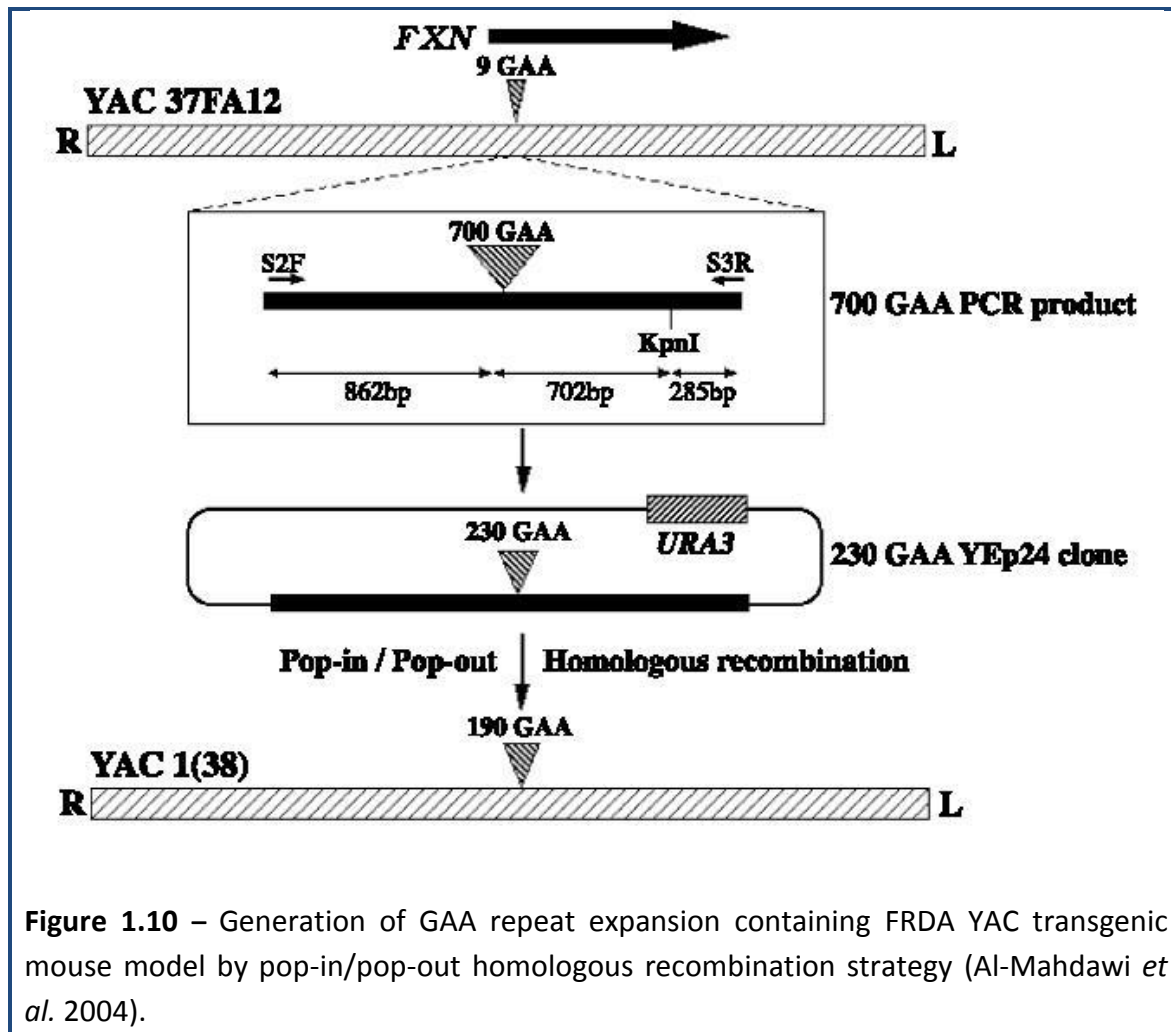 FXN
9 GAA
YAC 37FA12
R L
700 GAA
S2F S3R
700 GAA PCR product
KpnI
862bp 702bp 285bp
230 GAA
URA3
230 GAA YEp24 clone
Pop-in / Pop-out Homologous recombination
190 GAA
YAC 1(38)
R L
Figure 1.10 – Generation of GAA repeat expansion containing FRDA YAC transgenic
mouse model by pop-in/pop-out homologous recombination strategy (Al-Mahdawi et
al. 2004).